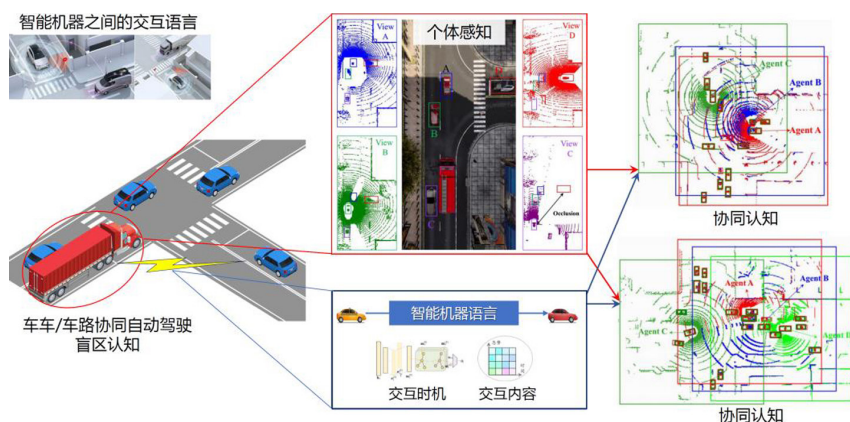 智能机器之间的交互语言
车车/车路协同自动驾驶
盲区认知
个体感知
View
A
View
D
View
B
View
C
Occlusion
B
C
D
智能机器语言
交互时机
交互内容
Agent C
Agent B
Agent A
协同认知
Agent A
Agent B
Agent C
Agent D
协同认知